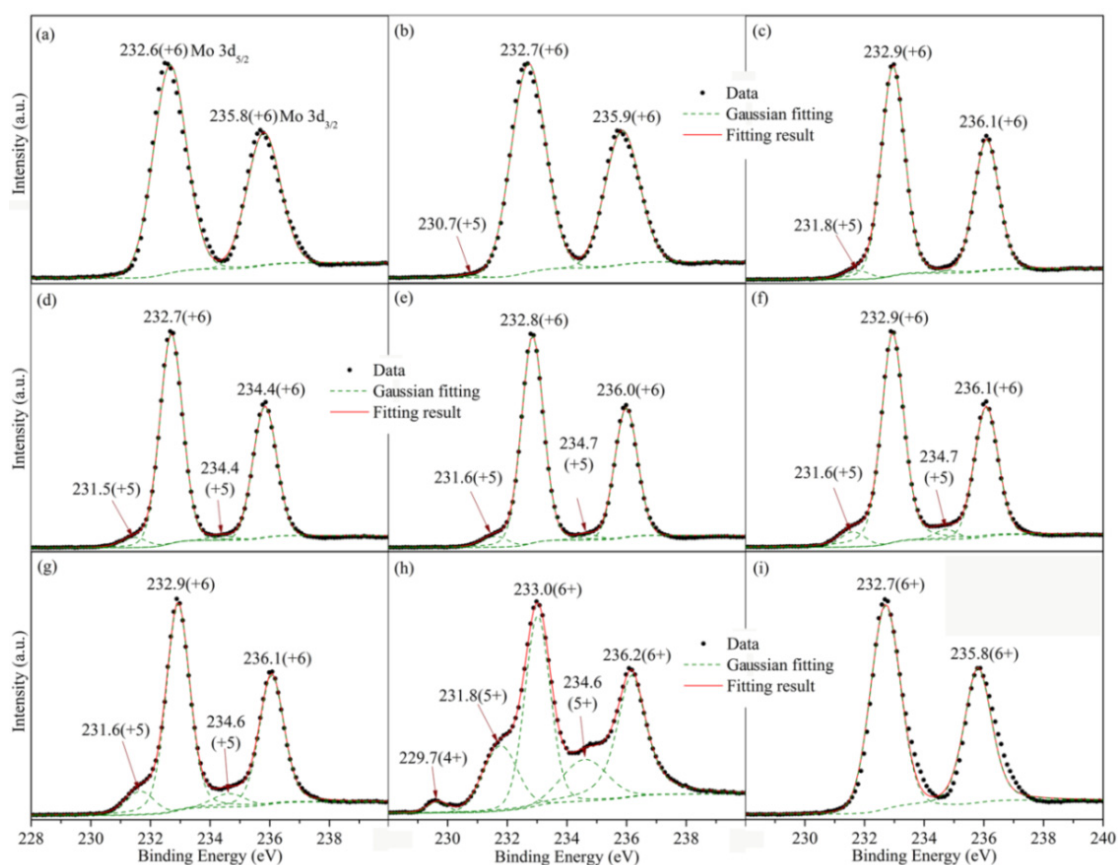 (a)
232.6(+6) Mo 3d5/2
235.8(+6) Mo 3d3/2
Intensity (a.u.)
(b)
232.7(+6)
235.9(+6)
230.7(+5)
Data
Gaussian fitting
Fitting result
(c)
232.9(+6)
236.1(+6)
231.8(+5)
(d)
232.7(+6)
234.4(+6)
234.4
(+5)
231.5(+5)
Data
Gaussian fitting
Fitting result
Intensity (a.u.)
(e)
232.8(+6)
236.0(+6)
234.7
(+5)
231.6(+5)
(f)
232.9(+6)
236.1(+6)
234.7
(+5)
231.6(+5)
(g)
232.9(+6)
236.1(+6)
234.6
(+5)
231.6(+5)
Intensity (a.u.)
(h)
233.0(6+)
236.2(6+)
234.6
(5+)
231.8(5+)
229.7(4+)
Data
Gaussian fitting
Fitting result
(i)
232.7(6+)
235.8(6+)
228 230 232 234 236 238 230 232 234 236 238 230 232 234 236 238 240
Binding Energy (eV) Binding Energy (eV) Binding Energy (eV)